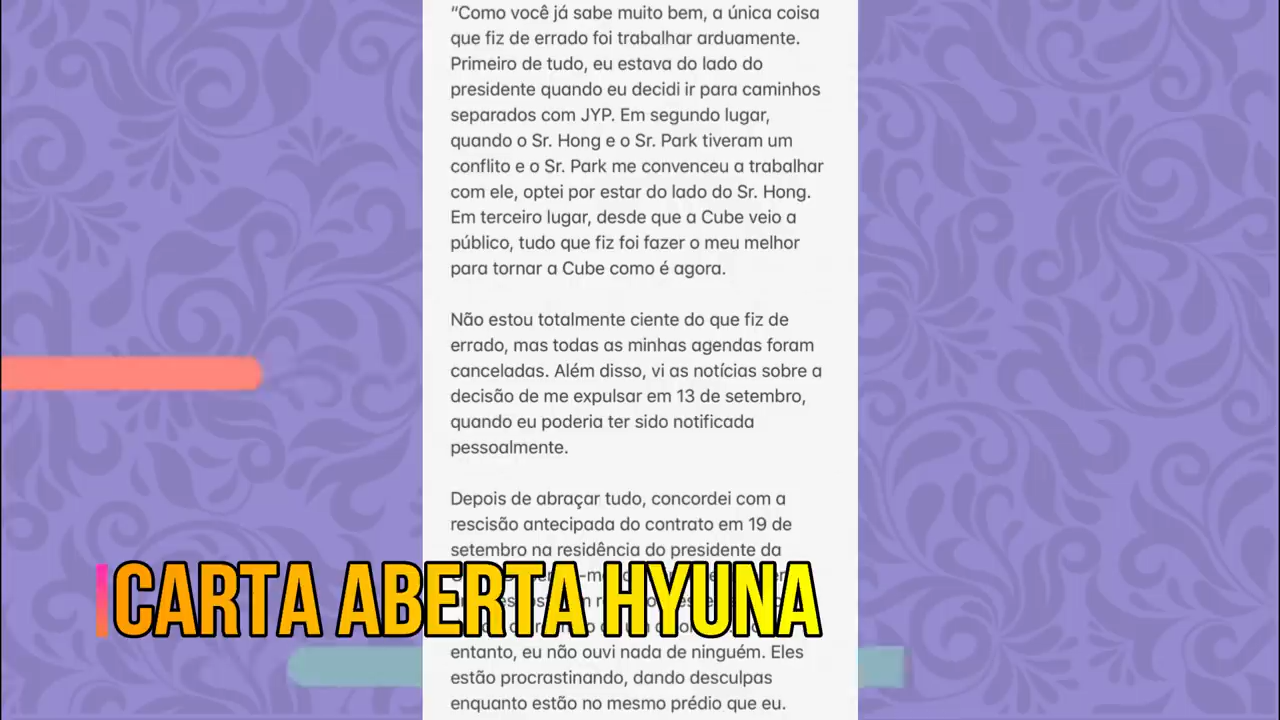 “Como você já sabe muito bem, a única coisa
que fiz de errado foi trabalhar arduamente.
Primeiro de tudo, eu estava do lado do
presidente quando eu decidi ir para caminhos
separados com JYP. Em segundo lugar,
quando o Sr. Hong e o Sr. Park tiveram um
conflito e o Sr. Park me convenceu a trabalhar
com ele, optei por estar do lado do Sr. Hong.
Em terceiro lugar, desde que a Cube veio a
público, tudo que fiz foi fazer o meu melhor
para tornar a Cube como é agora.
Não estou totalmente ciente do que fiz de
errado, mas todas as minhas agendas foram
canceladas. Além disso, vi as notícias sobre a
decisão de me expulsar em 13 de setembro,
quando eu poderia ter sido notificada
pessoalmente.
Depois de abraçar tudo, concordei com a
rescisão antecipada do contrato em 19 de
setembro na residência do presidente da
CARTA ABERTA HYUNA
entanto, eu não ouvi nada de ninguém. Eles
estão procrastinando, dando desculpas
enquanto estão no mesmo prédio que eu.